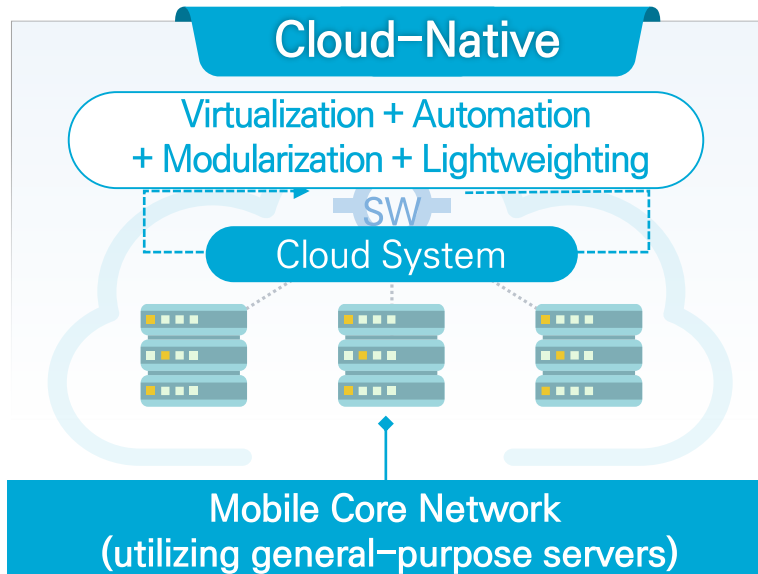 Cloud-Native
Virtualization + Automation
+ Modularization + Lightweighting
SW
Cloud System
Mobile Core Network
(utilizing general-purpose servers)